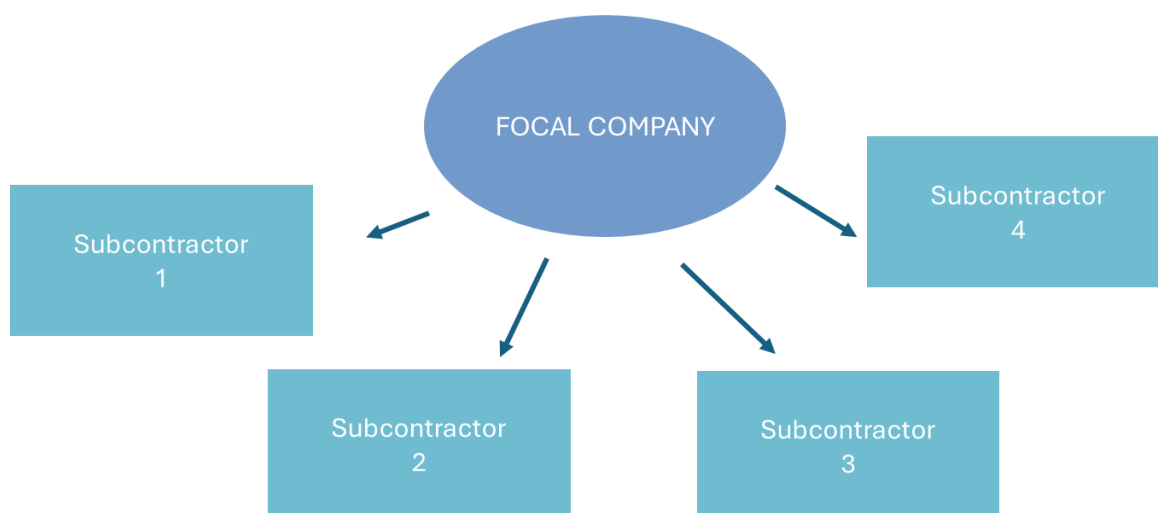 FOCAL COMPANY
Subcontractor
1
Subcontractor
2
Subcontractor
3
Subcontractor
4